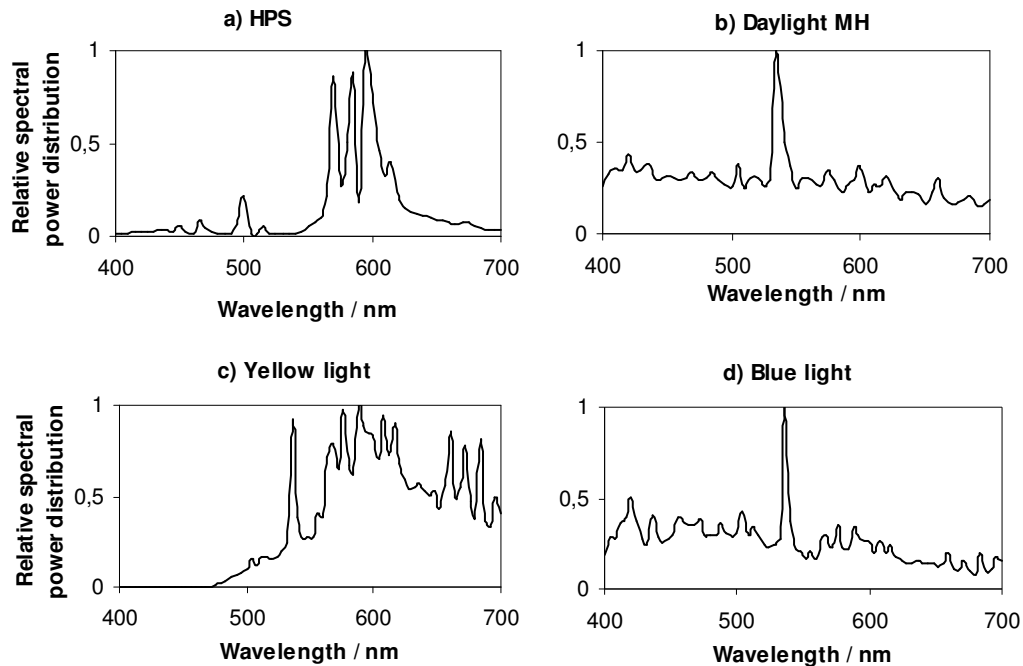 a) HPS
Relative spectral
power distribution
1
0,5
0
400
500
600
700
Wavelength / nm
b) Daylight MH
1
0,5
0
400
500
600
700
Wavelength / nm
c) Yellow light
Relative spectral
power distribution
1
0,5
0
400
500
600
700
Wavelength / nm
d) Blue light
1
0,5
0
400
500
600
700
Wavelength / nm